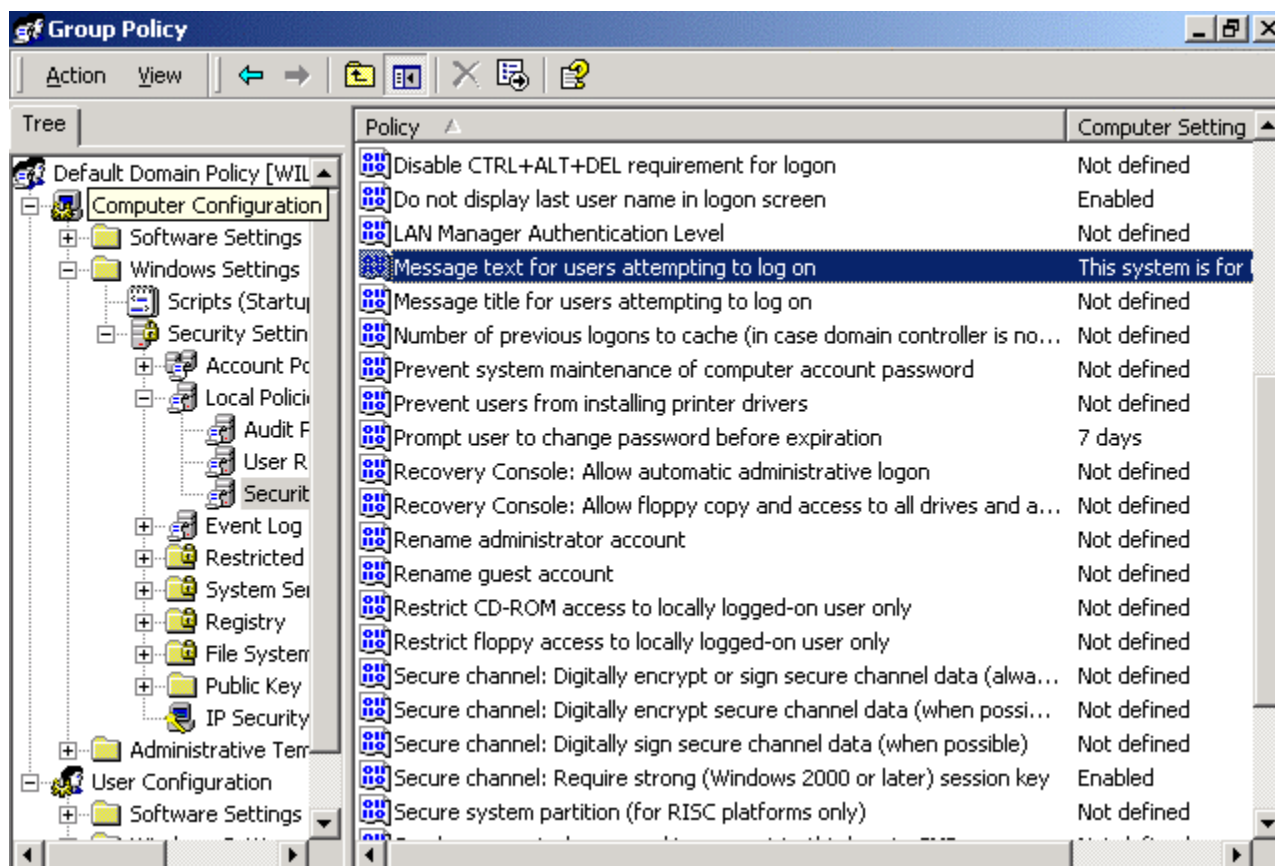 Group Policy
Action View
Tree
Policy Computer Setting
Default Domain Policy [WIL
Computer Configuration
Software Settings
Windows Settings
Scripts (Startu
Security Settin
Account Po
Local Polici
Audit P
User R
Securit
Event Log
Restricted
System Ser
Registry
File System
Public Key
IP Security
Administrative Tem
User Configuration
Software Settings
Disable CTRL+ALT+DEL requirement for logon Not defined
Do not display last user name in logon screen Enabled
LAN Manager Authentication Level Not defined
Message text for users attempting to log on This system is for
Message title for users attempting to log on Not defined
Number of previous logons to cache (in case domain controller is no... Not defined
Prevent system maintenance of computer account password Not defined
Prevent users from installing printer drivers Not defined
Prompt user to change password before expiration 7 days
Recovery Console: Allow automatic administrative logon Not defined
Recovery Console: Allow floppy copy and access to all drives and a... Not defined
Rename administrator account Not defined
Rename guest account Not defined
Restrict CD-ROM access to locally logged-on user only Not defined
Restrict floppy access to locally logged-on user only Not defined
Secure channel: Digitally encrypt or sign secure channel data (alwa... Not defined
Secure channel: Digitally encrypt secure channel data (when possi... Not defined
Secure channel: Digitally sign secure channel data (when possible) Not defined
Secure channel: Require strong (Windows 2000 or later) session key Enabled
Secure system partition (for RISC platforms only) Not defined